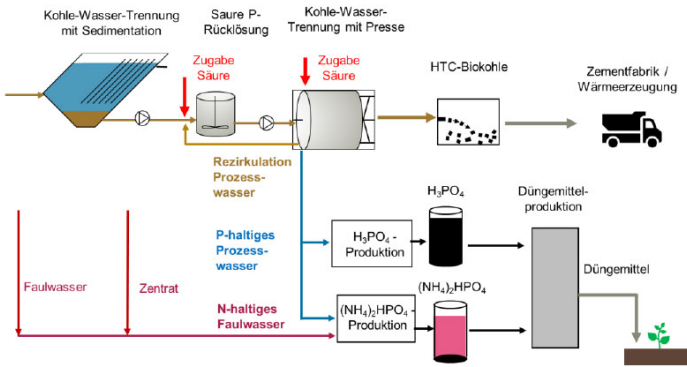 Kohle-Wasser-Trennung
mit Sedimentation
Saure P-
Rücklösung
Kohle-Wasser-
Trennung mit Presse
Zugabe
Säure
Zugabe
Säure
HTC-Biokohle
Zementfabrik /
Wärmeerzeugung
Rezirkulation
Prozess-
wasser
H₃PO₄
Düngemittel-
produktion
P-haltiges
Prozess-
wasser
H₃PO₄ -
Produktion
Faulwasser
Zentrat
Düngemittel
(NH₄)₂HPO₄
N-haltiges
Faulwasser
(NH₄)₂HPO₄ -
Produktion